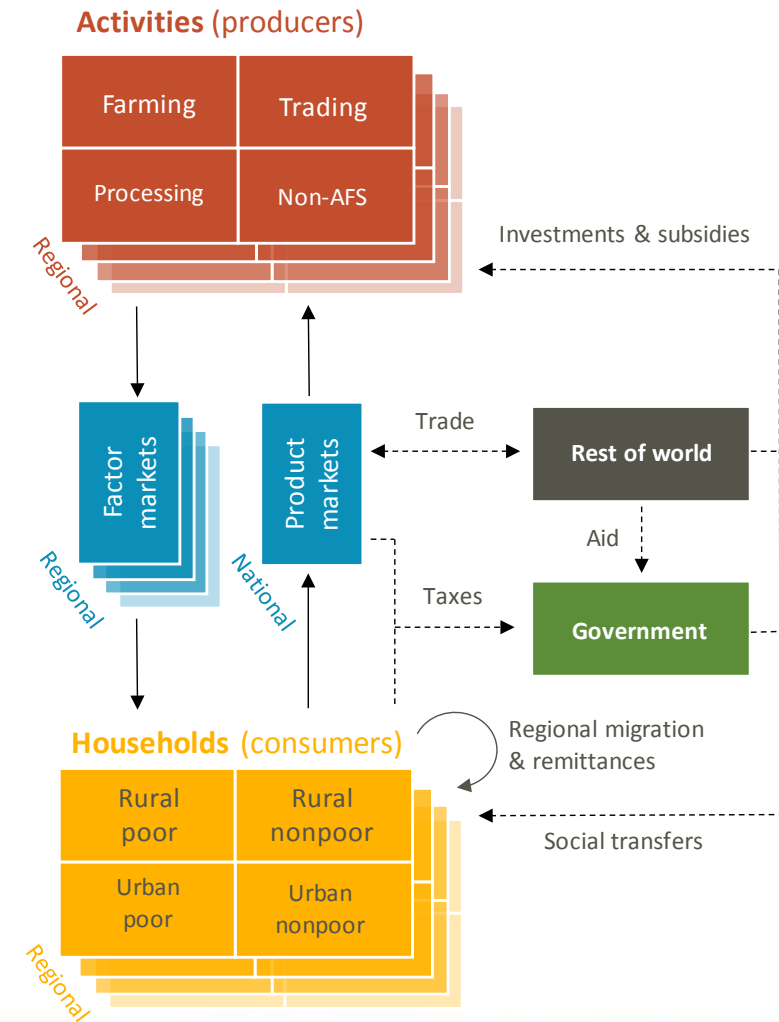 Activities (producers)
Farming
Trading
Processing
Non-AFS
Regional
Investments & subsidies
Factor
markets
Regional
Product
markets
National
Trade
Rest of world
Aid
Taxes
Government
Households (consumers)
Regional migration
& remittances
Rural
poor
Rural
nonpoor
Urban
poor
Urban
nonpoor
Regional
Social transfers